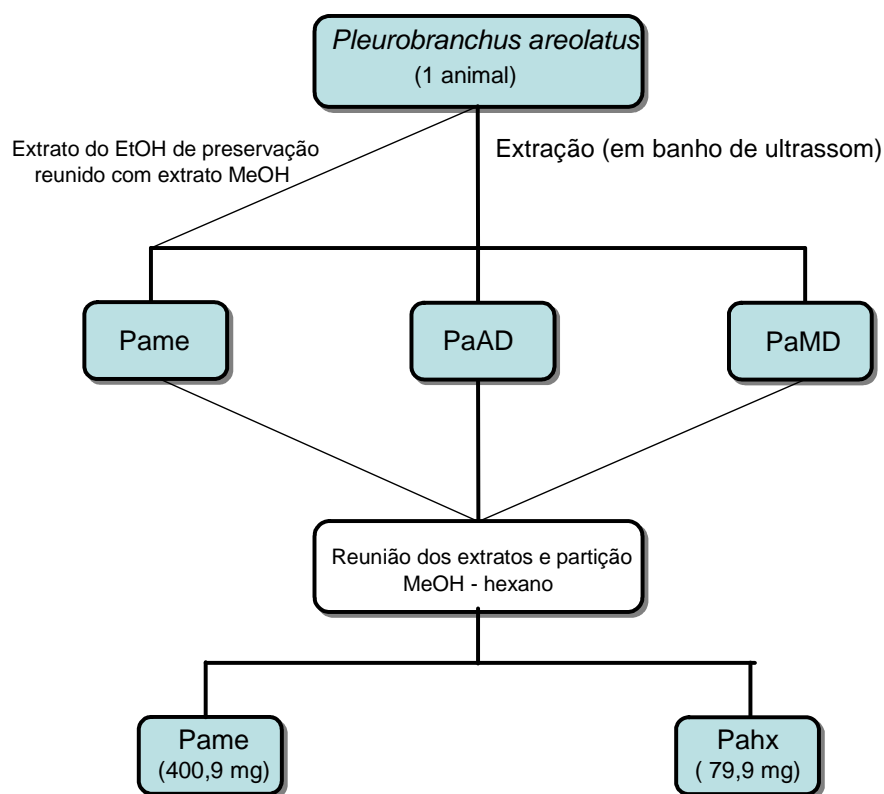 Pleurobranchus areolatus
(1 animal)
Extrato do EtOH de preservação
reunido com extrato MeOH
Extração (em banho de ultrassom)
Pame
PaAD
PaMD
Reunião dos extratos e partição
MeOH - hexano
Pame
(400,9 mg)
Pahx
( 79,9 mg)